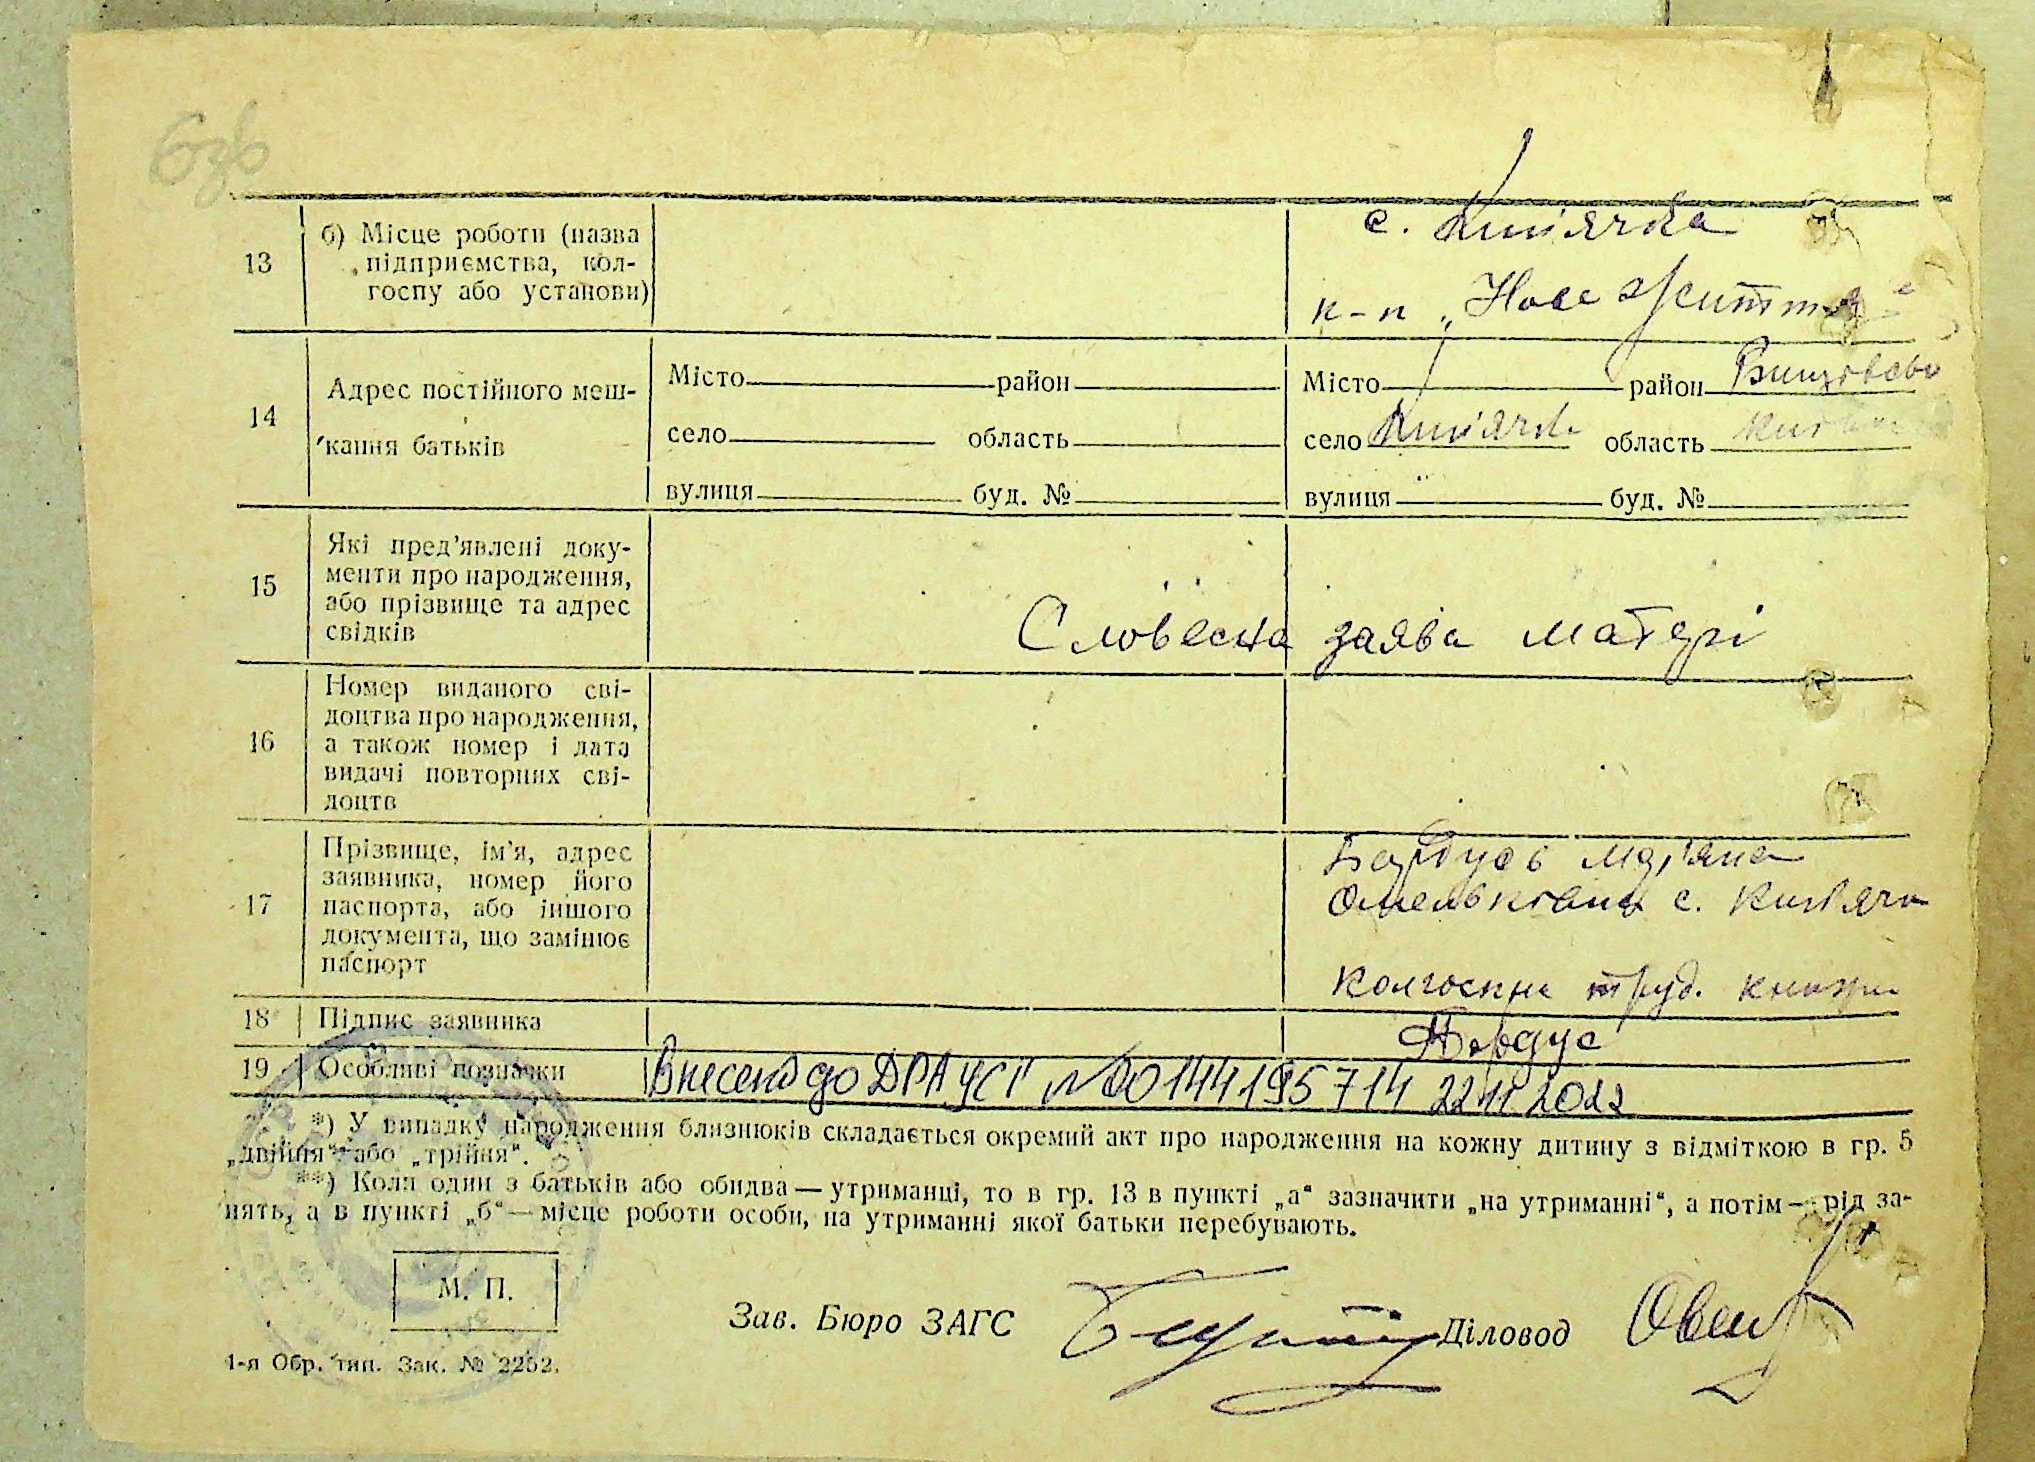 13
б) Місце роботи (назва
підприємства, кол-
госпу або установи)
с.
к-п „Нове життя“
14
Адрес постійного меш-
кання батьків
Місто район
село область
вулиця буд. №
Місто район
село область
вулиця буд. №
15
Які пред'явлені доку-
менти про народження,
або прізвище та адрес
свідків
Словесна заява матері
16
Номер виданого сві-
доцтва про народження,
а також номер і дата
видачі повторних сві-
доцтв
17
Прізвище, ім'я, адрес
заявника, номер його
паспорта, або іншого
документа, що замінює
паспорт
Мар'яна
с.
Колгоспна труд. книжка
18
Підпис заявника
19
Особливі позначки
Внесено до ДРАЦСГ №00144195714 22 11 2022
*) У випадку народження близнюків складається окремий акт про народження на кожну дитину з відміткою в гр. 5
„двійня“ або „трійня“.
**) Коли один з батьків або обидва — утриманці, то в гр. 13 в пункті „а“ зазначити „на утриманні“, а потім — рід за-
нять, а в пункті „б“ — місце роботи особи, на утриманні якої батьки перебувають.
М. П.
Зав. Бюро ЗАГС
Діловод
1-я Обр. тип. Зак. № 2252.